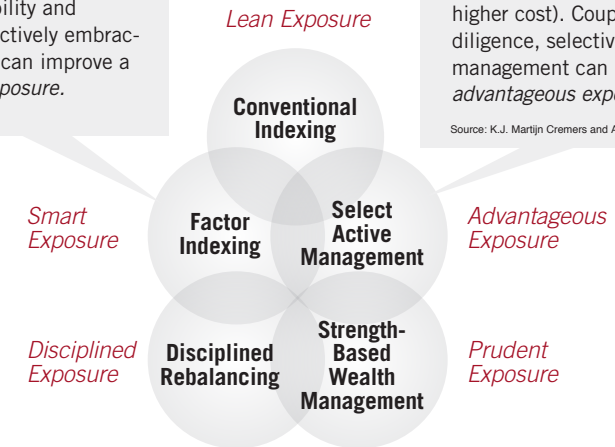 bility and
ctively embrac-
can improve a
posure.
Lean Exposure
higher cost). Coup
diligence, selectiv
management can
advantageous expo
Source: K.J. Martijn Cremers and A
Conventional
Indexing
Smart
Exposure
Factor
Indexing
Select
Active
Management
Advantageous
Exposure
Disciplined
Exposure
Disciplined
Rebalancing
Strength-
Based
Wealth
Management
Prudent
Exposure